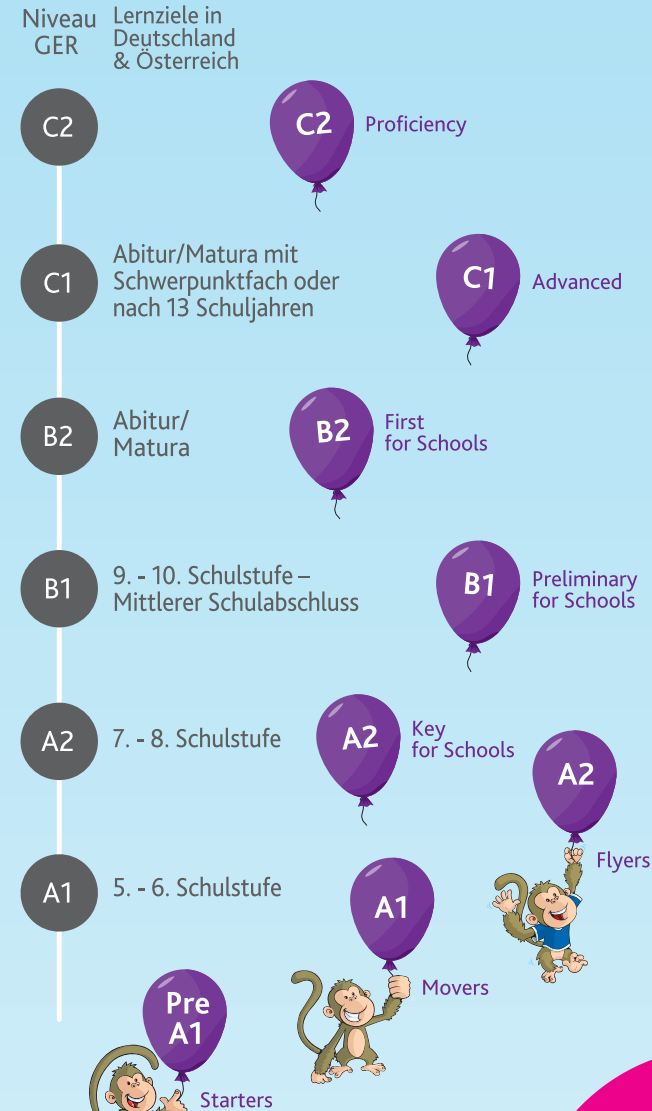 Niveau
GER
Lernziele in
Deutschland
& Österreich
C2
C2
Proficiency
C1
Abitur/Matura mit
Schwerpunktfach oder
nach 13 Schuljahren
C1
Advanced
B2
Abitur/
Matura
B2
First
for Schools
B1
9. - 10. Schulstufe –
Mittlerer Schulabschluss
B1
Preliminary
for Schools
A2
7. - 8. Schulstufe
A2
Key
for Schools
A2
Flyers
A1
5. - 6. Schulstufe
A1
Movers
Pre
A1
Starters